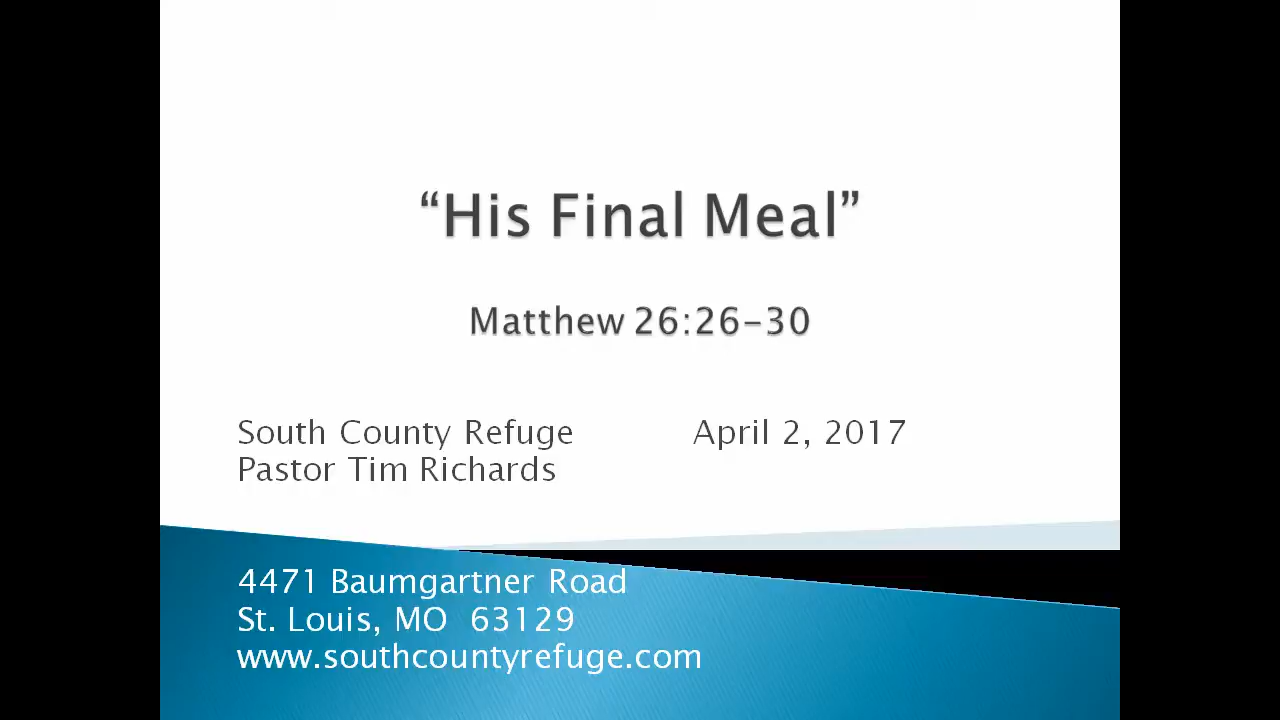 “His Final Meal”
Matthew 26:26-30
South County Refuge April 2, 2017
Pastor Tim Richards
4471 Baumgartner Road
St. Louis, MO 63129
www.southcountyrefuge.com